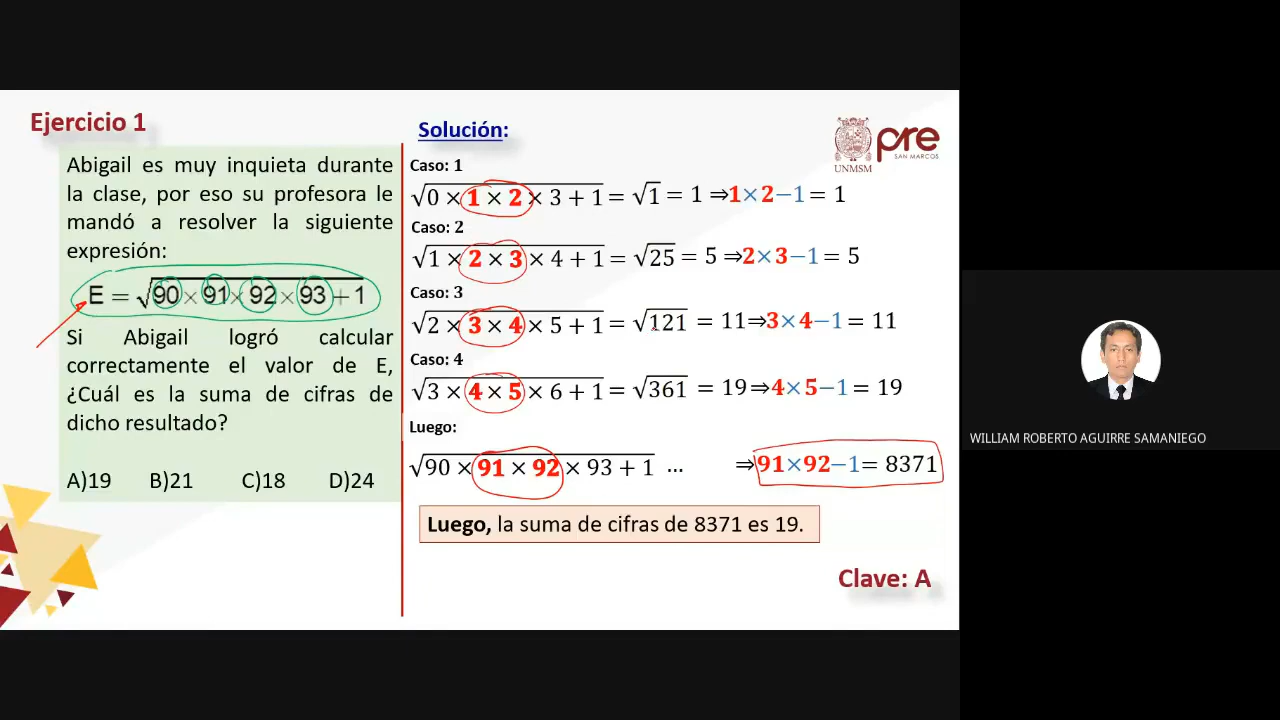 Ejercicio 1
Abigail es muy inquieta durante
la clase, por eso su profesora le
mandó a resolver la siguiente
expresión:
E = √90×91×92×93+1
Si Abigail logró calcular
correctamente el valor de E,
¿Cuál es la suma de cifras de
dicho resultado?
A)19 B)21 C)18 D)24
Solución:
Caso: 1
√0 × 1 × 2 × 3 + 1 = √1 = 1 ⇒1×2−1 = 1
Caso: 2
√1 × 2 × 3 × 4 + 1 = √25 = 5 ⇒2×3−1 = 5
Caso: 3
√2 × 3 × 4 × 5 + 1 = √121 = 11⇒3×4−1 = 11
Caso: 4
√3 × 4 × 5 × 6 + 1 = √361 = 19⇒4×5−1 = 19
Luego:
√90 × 91 × 92 × 93 + 1 ... ⇒91×92−1= 8371
Luego, la suma de cifras de 8371 es 19.
Clave: A
UNMSM
pre
SAN MARCOS
WILLIAM ROBERTO AGUIRRE SAMANIEGO